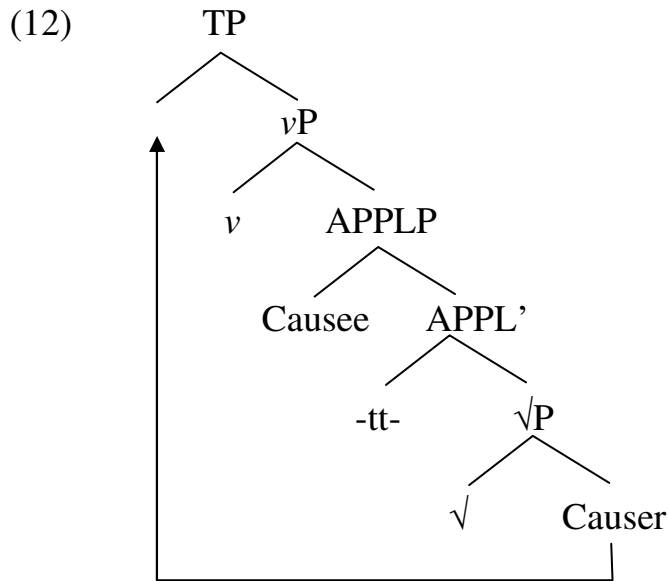 (12) TP
vP
v APPLP
Causee APPL’
-tt- √P
√ Causer